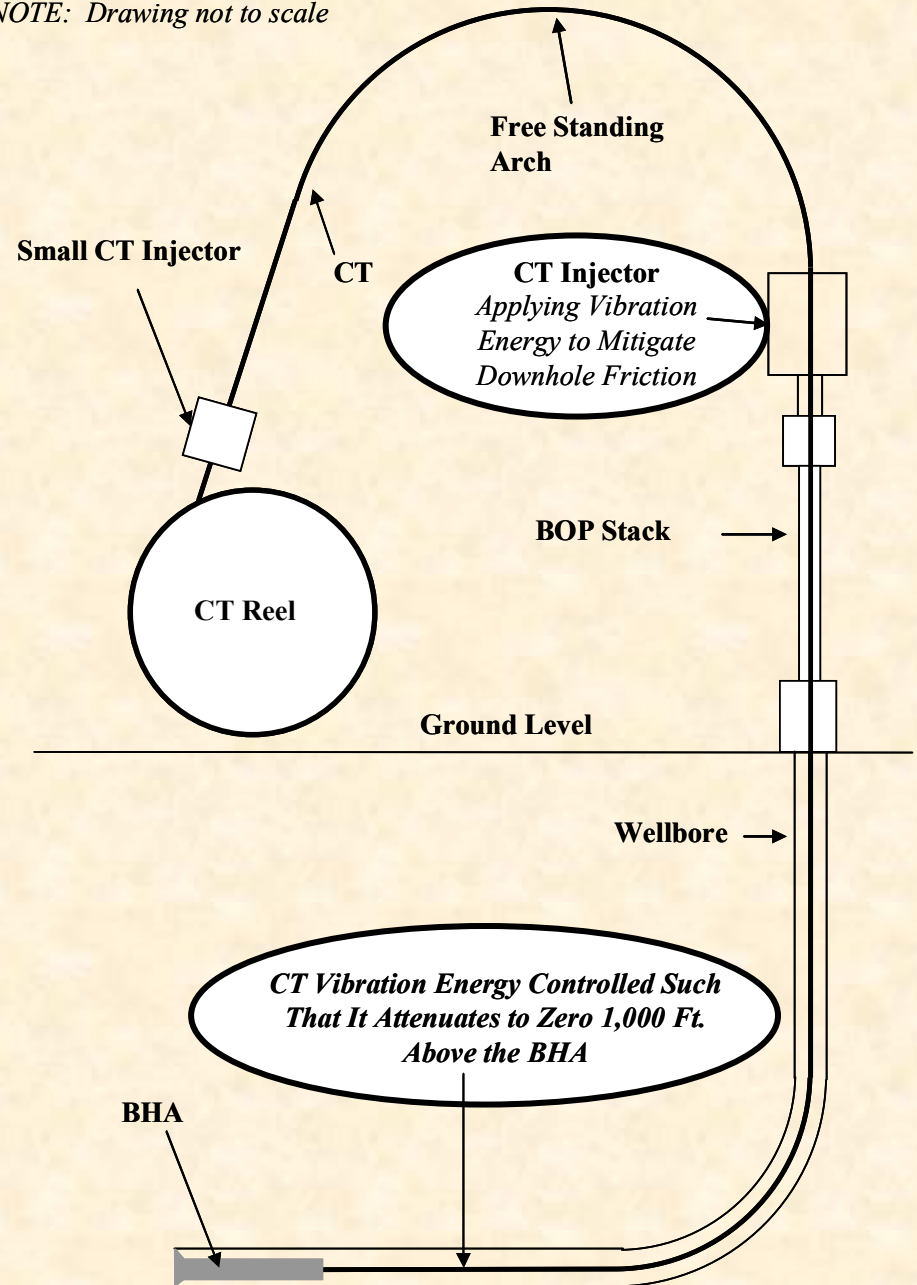 NOTE: Drawing not to scale
Free Standing
Arch
Small CT Injector
CT
CT Injector
Applying Vibration
Energy to Mitigate
Downhole Friction
BOP Stack
CT Reel
Ground Level
Wellbore
CT Vibration Energy Controlled Such
That It Attenuates to Zero 1,000 Ft.
Above the BHA
BHA